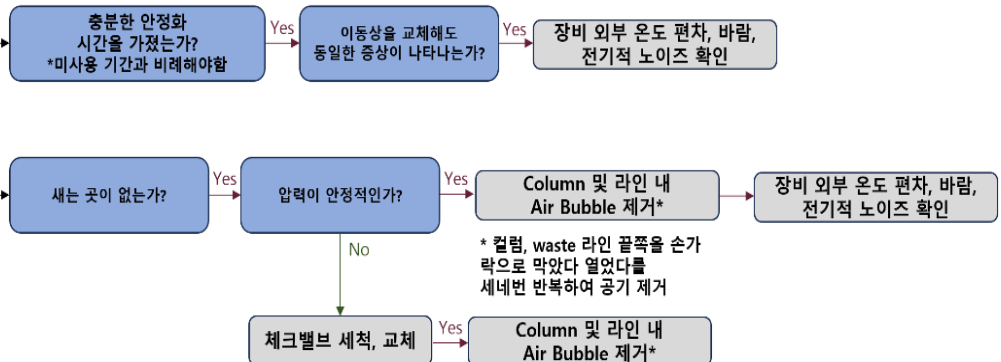 충분한 안정화
시간을 가졌는가?
*미사용 기간과 비례해야함
Yes
이동상을 교체해도
동일한 증상이 나타나는가?
Yes
장비 외부 온도 편차, 바람,
전기적 노이즈 확인
새는 곳이 없는가?
Yes
압력이 안정적인가?
Yes
Column 및 라인 내
Air Bubble 제거*
장비 외부 온도 편차, 바람,
전기적 노이즈 확인
* 컬럼, waste 라인 끝쪽을 손가
락으로 막았다 열었다를
세네번 반복하여 공기 제거
No
체크밸브 세척, 교체
Yes
Column 및 라인 내
Air Bubble 제거*